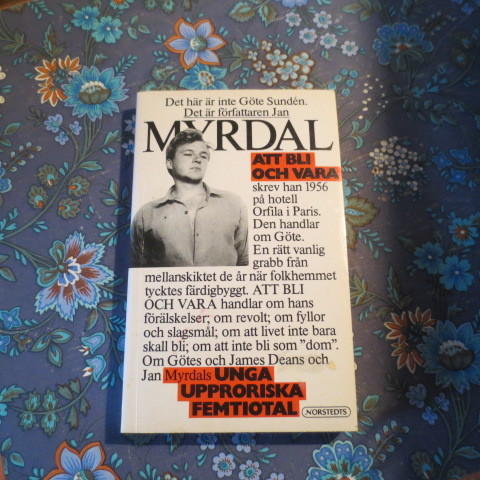 Det här är inte Göte Sundén.
Det är författaren Jan
MYRDAL
ATT BLI
OCH VARA
skrev han 1956
på hotell
Orfila i Paris.
Den handlar
om Göte.
En rätt vanlig
grabb från
mellanskiktet de år när folkhemmet
tycktes färdigbyggt. ATT BLI
OCH VARA handlar om hans
förälskelser; om revolt; om fyllor
och slagsmål; om att livet inte bara
skall bli; om att inte bli som "dom".
Om Götes och James Deans och
Jan Myrdals UNGA
UPPRORISKA
FEMTIOTAL
NORSTEDTS